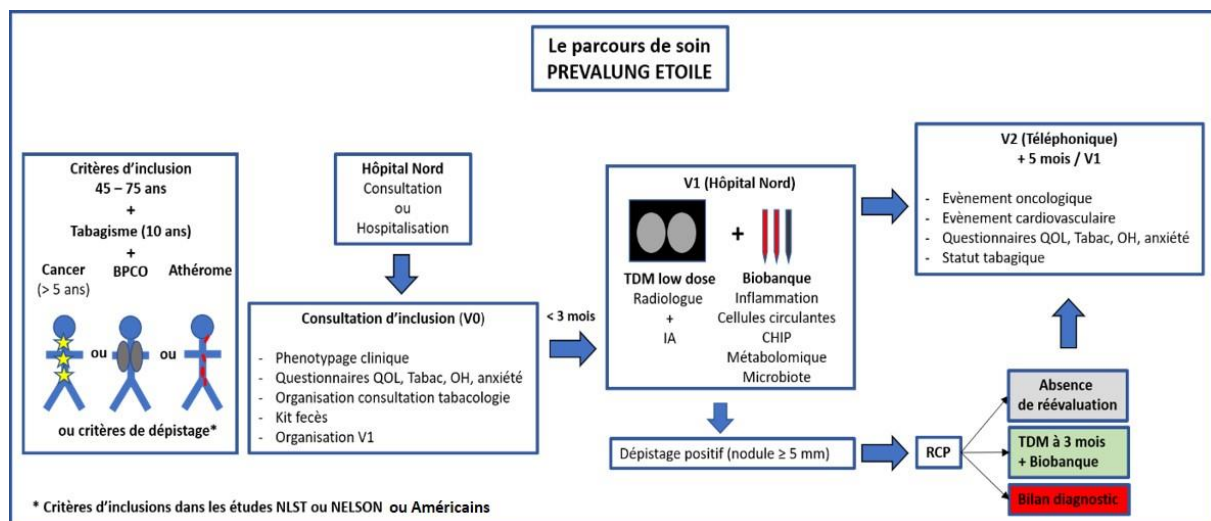 Le parcours de soin
PREVALUNG ETOILE
Critères d’inclusion
45 – 75 ans
+
Tabagisme (10 ans)
+
Cancer BPCO Athérome
(> 5 ans)
ou ou
ou critères de dépistage*
Hôpital Nord
Consultation
ou
Hospitalisation
Consultation d’inclusion (V0)
- Phenotypage clinique
- Questionnaires QOL, Tabac, OH, anxiété
- Organisation consultation tabacologie
- Kit fecès
- Organisation V1
< 3 mois
V1 (Hôpital Nord)
+
TDM low dose
Radiologue
+
IA
Biobanque
Inflammation
Cellules circulantes
CHIP
Métabolomique
Microbiote
Dépistage positif (nodule ≥ 5 mm)
RCP
Absence
de réévaluation
TDM à 3 mois
+ Biobanque
Bilan diagnostic
V2 (Téléphonique)
+ 5 mois / V1
- Evènement oncologique
- Evènement cardiovasculaire
- Questionnaires QOL, Tabac, OH, anxiété
- Statut tabagique
* Critères d’inclusions dans les études NLST ou NELSON ou Américains